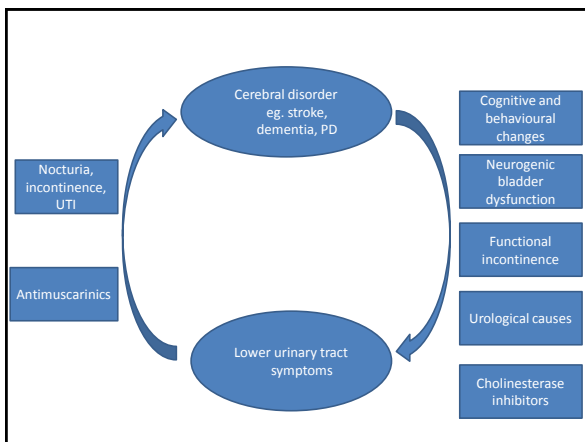 Cerebral disorder
eg. stroke,
dementia, PD
Cognitive and
behavioural
changes
Neurogenic
bladder
dysfunction
Functional
incontinence
Urological causes
Cholinesterase
inhibitors
Lower urinary tract
symptoms
Nocturia,
incontinence,
UTI
Antimuscarinics